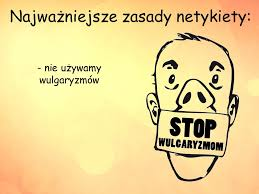 Najważniejsze zasady netykiety:
- nie używamy
wulgaryzmów
STOP
WULGARYZMOM